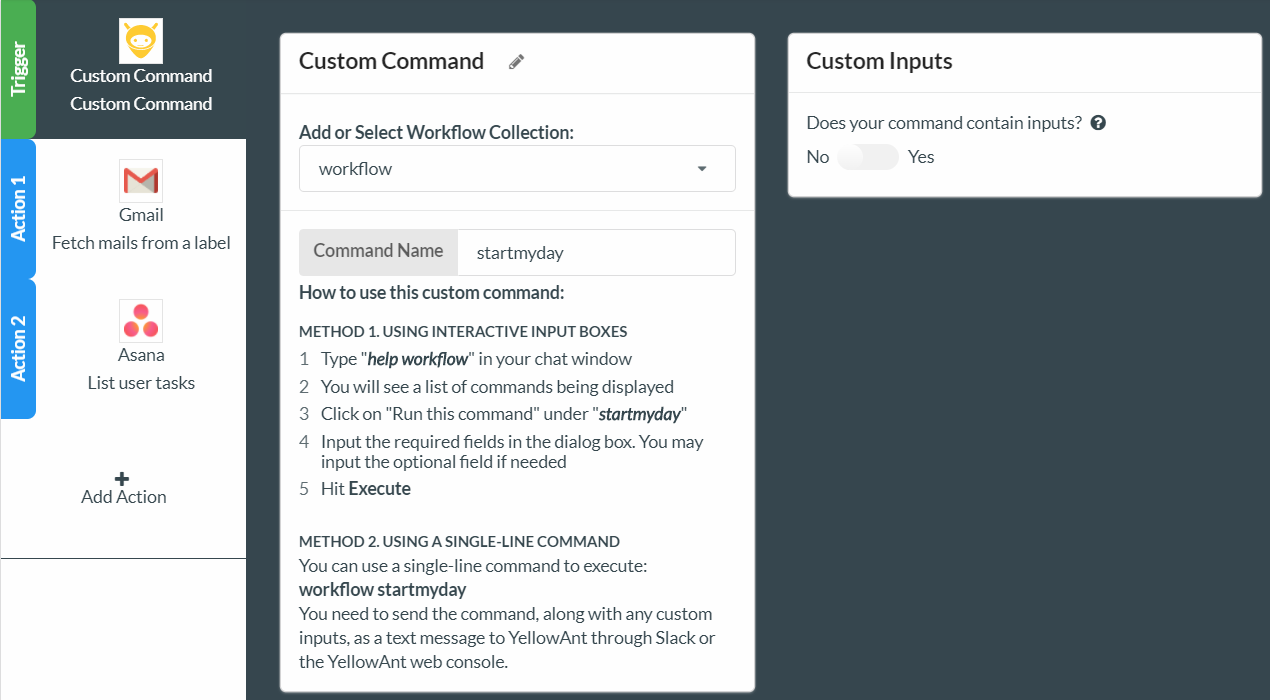 Trigger
Custom Command
Custom Command
Action 1
Gmail
Fetch mails from a label
Action 2
Asana
List user tasks
Add Action
Custom Command
Add or Select Workflow Collection:
workflow
Command Name
startmyday
How to use this custom command:
METHOD 1. USING INTERACTIVE INPUT BOXES
1 Type "help workflow" in your chat window
2 You will see a list of commands being displayed
3 Click on "Run this command" under "startmyday"
4 Input the required fields in the dialog box. You may
input the optional field if needed
5 Hit Execute
METHOD 2. USING A SINGLE-LINE COMMAND
You can use a single-line command to execute:
workflow startmyday
You need to send the command, along with any custom
inputs, as a text message to YellowAnt through Slack or
the YellowAnt web console.
Custom Inputs
Does your command contain inputs? ?
No Yes